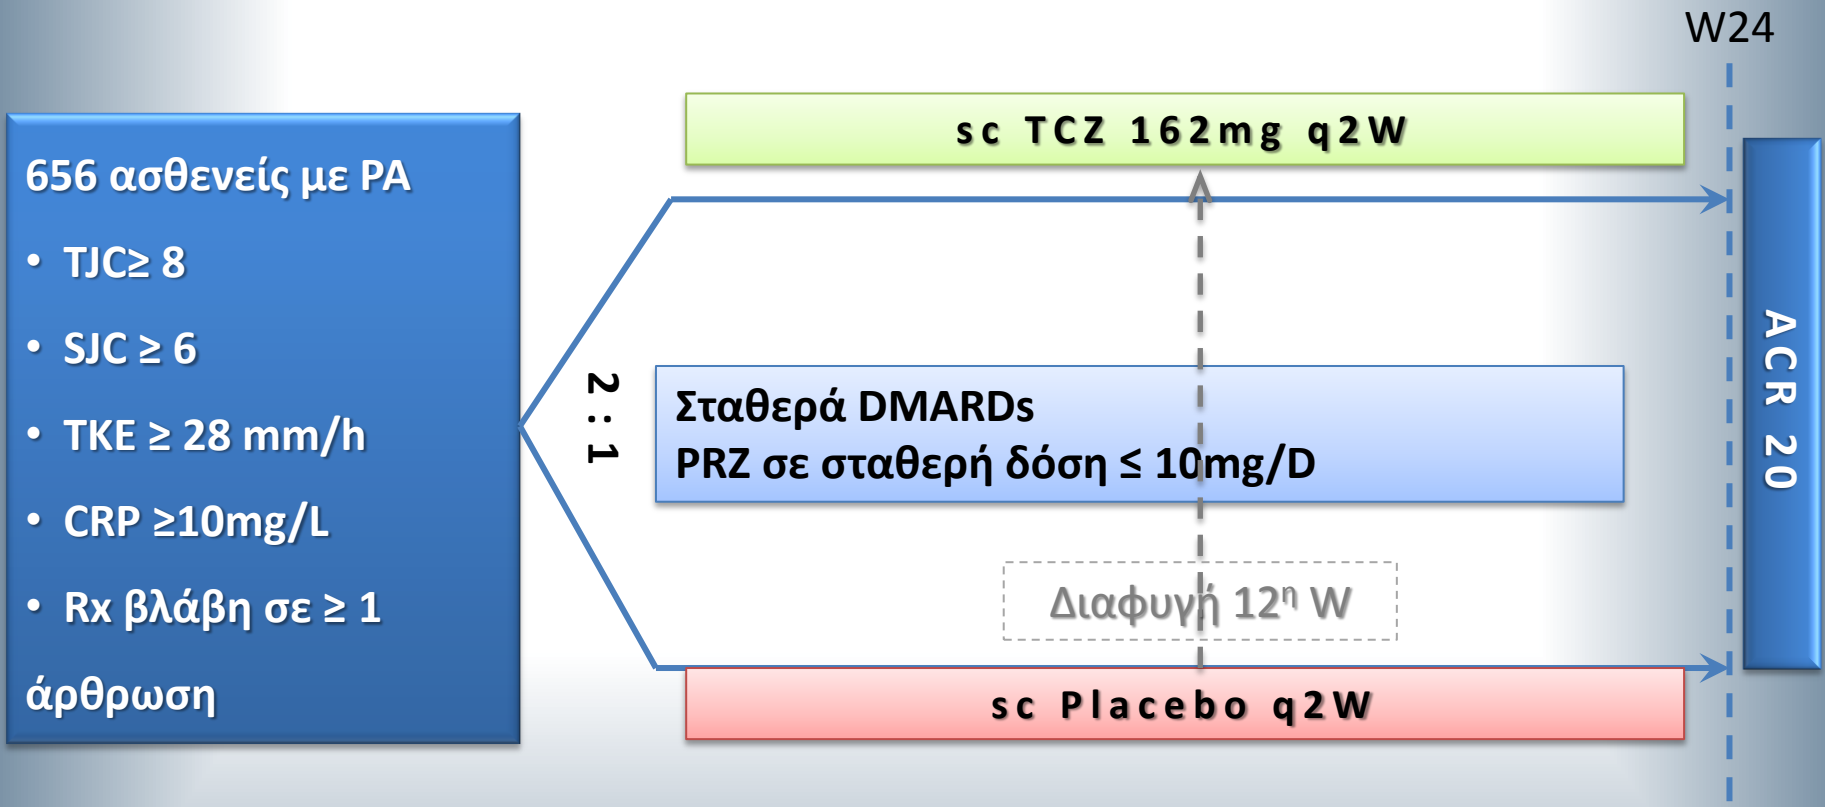 W24
sc TCZ 162mg q2W
656 ασθενείς με ΡΑ
• TJC≥ 8
• SJC ≥ 6
• ΤΚΕ ≥ 28 mm/h
• CRP ≥10mg/L
• Rx βλάβη σε ≥ 1
άρθρωση
2:1
Σταθερά DMARDs
PRZ σε σταθερή δόση ≤ 10mg/D
Διαφυγή 12η W
sc Placebo q2W
ACR 20